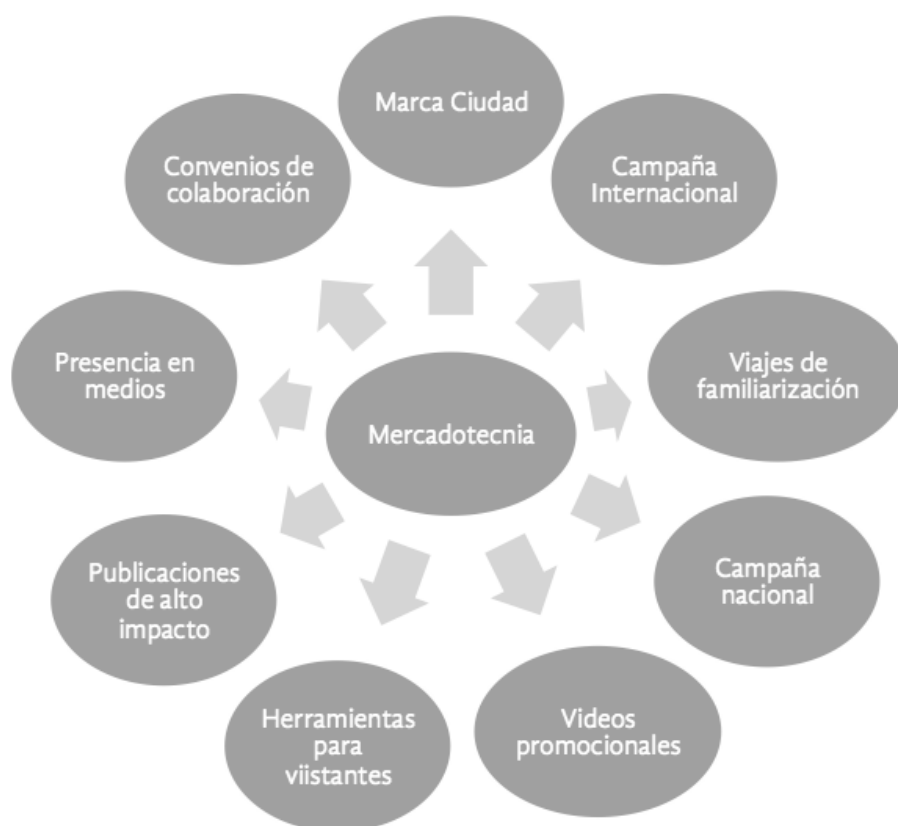 Marca Ciudad
Campaña
Internacional
Viajes de
familiarización
Campaña
nacional
Videos
promocionales
Herramientas
para
viistantes
Publicaciones
de alto
impacto
Presencia en
medios
Convenios de
colaboración
Mercadotecnia